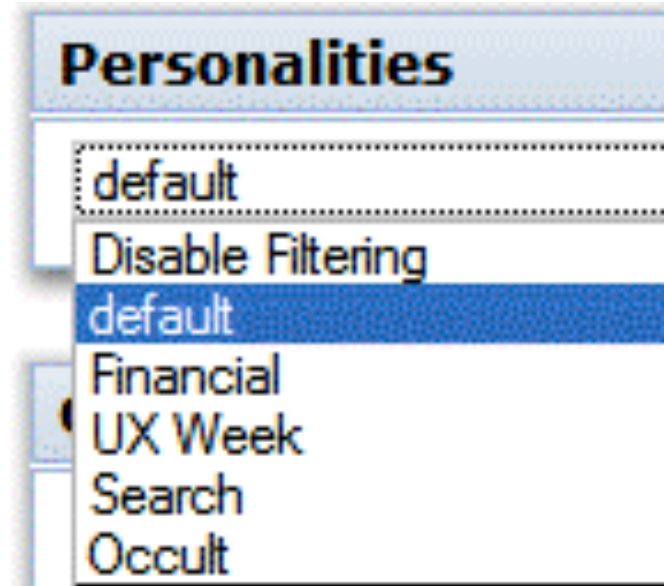 Personalities
default
Disable Filtering
default
Financial
UX Week
Search
Occult